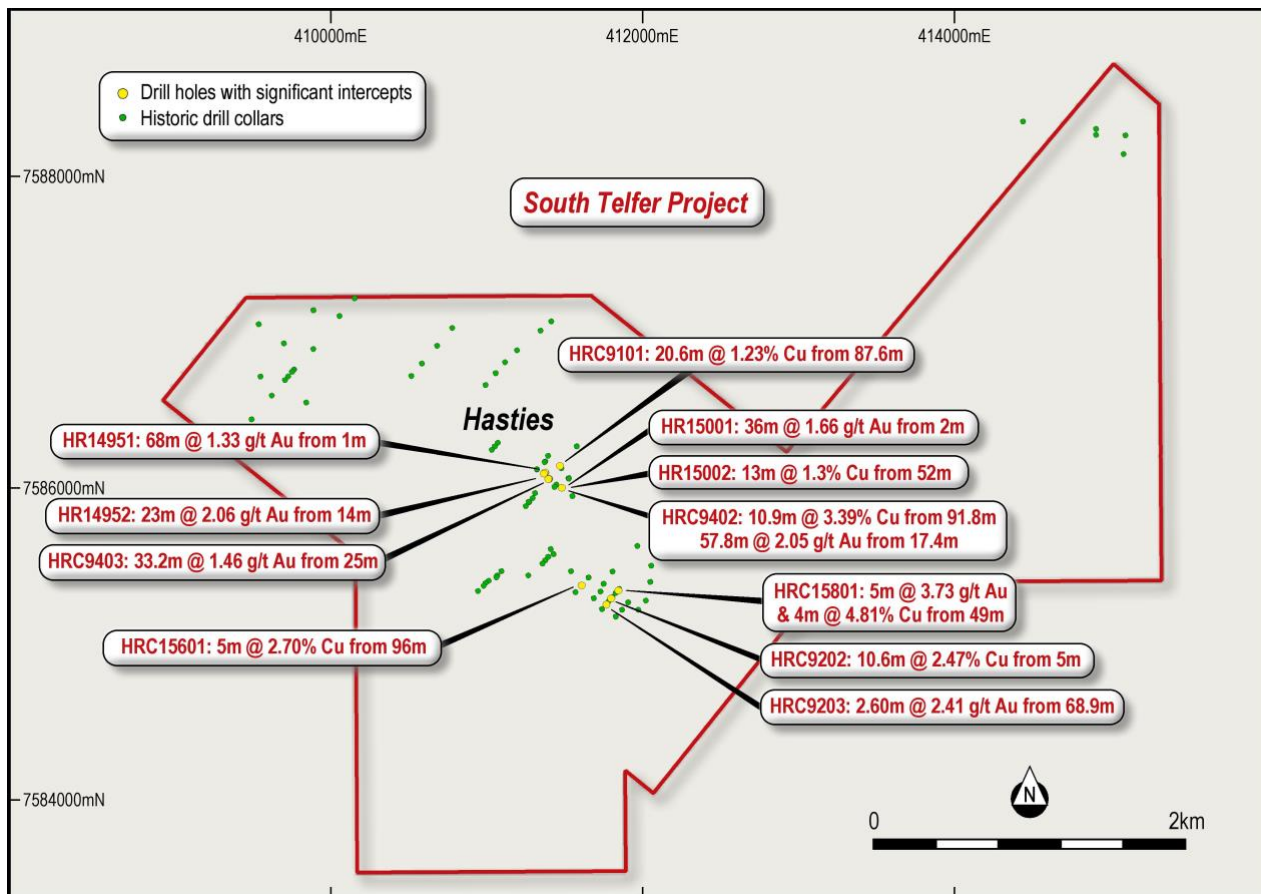 410000mE
412000mE
414000mE
Drill holes with significant intercepts
Historic drill collars
7588000mN
South Telfer Project
HRC9101: 20.6m @ 1.23% Cu from 87.6m
Hasties
HR14951: 68m @ 1.33 g/t Au from 1m
HR15001: 36m @ 1.66 g/t Au from 2m
HR15002: 13m @ 1.3% Cu from 52m
7586000mN
HR14952: 23m @ 2.06 g/t Au from 14m
HRC9402: 10.9m @ 3.39% Cu from 91.8m
57.8m @ 2.05 g/t Au from 17.4m
HRC9403: 33.2m @ 1.46 g/t Au from 25m
HRC15801: 5m @ 3.73 g/t Au
& 4m @ 4.81% Cu from 49m
HRC15601: 5m @ 2.70% Cu from 96m
HRC9202: 10.6m @ 2.47% Cu from 5m
HRC9203: 2.60m @ 2.41 g/t Au from 68.9m
7584000mN
N
0
2km